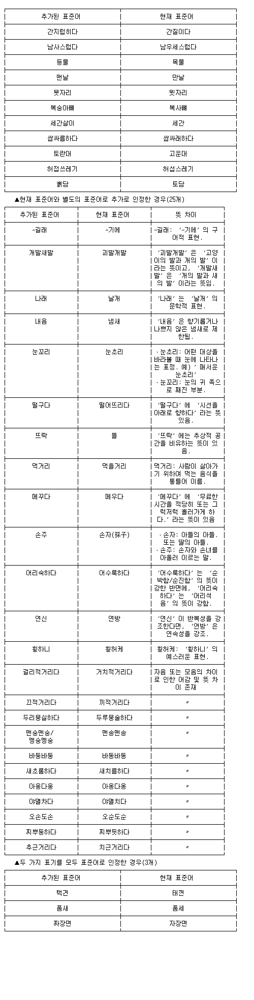 추가된 표준어 현재 표준어
간지럽히다 간질이다
남사스럽다 남우세스럽다
등물 목물
맨날 만날
묫자리 묏자리
복숭아뼈 복사뼈
세간살이 세간
쌉싸름하다 쌉싸래하다
토란대 고운대
허접쓰레기 허섭스레기
흙담 토담
▲현재 표준어와 별도의 표준어로 추가로 인정한 경우(25개)
추가된 표준어 현재 표준어 뜻 차이
~길래 ~기에 ~길래: ‘~기에’의 구
어적 표현.
개발새발 괴발개발 ‘괴발개발’은 ‘고양
이의 발과 개의 발’이
라는 뜻이고, ‘개발새
발’은 ‘개의 발과 새
의 발’이라는 뜻임.
나래 날개 ‘나래’는 ‘날개’의
문학적 표현.
내음 냄새 ‘내음’은 향기롭거나
나쁘지 않은 냄새로 제
한됨.
눈꼬리 눈초리 ·눈초리: 어떤 대상을
바라볼 때 눈에 나타나
는 표정. 예) ’매서운
눈초리’
·눈꼬리: 눈의 귀 쪽으
로 째진 부분.
떨구다 떨어뜨리다 ‘떨구다’에 ‘시선을
아래로 향하다’라는 뜻
있음.
뜨락 뜰 ‘뜨락’에는 추상적 공
간을 비유하는 뜻이 있
음.
먹거리 먹을거리 먹거리: 사람이 살아가
기 위하여 먹는 음식을
통틀어 이름.
메꾸다 메우다 ‘메꾸다’에 ‘무료한
시간을 적당히 또는 그
럭저럭 흘러가게 하
다.’라는 뜻이 있음
손주 손자(孫子) ·손자: 아들의 아들.
또는 딸의 아들.
·손주: 손자와 손녀를
아울러 이르는 말.
어리숙하다 어수룩하다 ‘어수룩하다’는 ‘순
박함/순진함’의 뜻이
강한 반면에, ‘어리숙
하다’는 ‘어리석
음’의 뜻이 강함.
연신 연방 ‘연신’이 반복성을 강
조한다면, ‘연방’은
연속성을 강조.
휭하니 휭허케 휭허케: ‘휭하니’의
예스러운 표현.
걸리적거리다 거치적거리다 자음 또는 모음의 차이
로 인한 어감 및 뜻 차
이 존재
끄적거리다 끼적거리다 〃
두리뭉실하다 두루뭉술하다 〃
맨숭맨숭/ 맨송맨송 〃
맹숭맹숭
바둥바둥 바동바동 〃
새초롬하다 새치름하다 〃
아웅다웅 아옹다옹 〃
야멸차다 야멸치다 〃
오손도손 오순도순 〃
찌뿌둥하다 찌뿌듯하다 〃
추근거리다 치근거리다 〃
▲두 가지 표기를 모두 표준어로 인정한 경우(3개)
추가된 표준어 현재 표준어
택견 태껸
품새 품세
짜장면 자장면